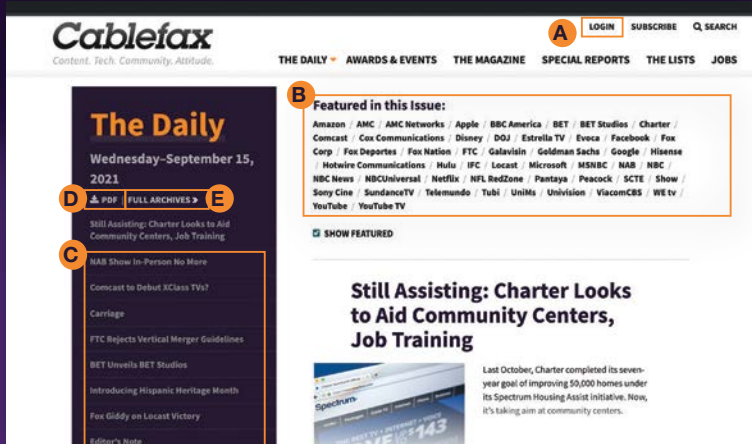 A LOGIN SUBSCRIBE SEARCH
Cablefax
Content. Tech. Community. Attitude.
THE DAILY AWARDS & EVENTS THE MAGAZINE SPECIAL REPORTS THE LISTS JOBS
The Daily
Wednesday–September 15,
2021
D PDF | FULL ARCHIVES E
Still Assisting: Charter Looks to Aid
Community Centers, Job Training
C
NAB Show In-Person No More
Comcast to Debut XClass TVs?
Carriage
FTC Rejects Vertical Merger Guidelines
BET Unveils BET Studios
Introducing Hispanic Heritage Month
Fox Giddy on Locast Victory
Editor's Note
B
Featured in this Issue:
Amazon / AMC / AMC Networks / Apple / BBC America / BET / BET Studios / Charter /
Comcast / Cox Communications / Disney / DOJ / Estrella TV / Evoca / Facebook / Fox
Corp / Fox Deportes / Fox Nation / FTC / Galavisin / Goldman Sachs / Google / Hisense
/ Hotwire Communications / Hulu / IFC / Locast / Microsoft / MSNBC / NAB / NBC /
NBC News / NBCUniversal / Netflix / NFL RedZone / Pantaya / Peacock / SCTE / Show /
Sony Cine / SundanceTV / Telemundo / Tubi / UniMs / Univision / ViacomCBS / WE tv /
YouTube / YouTube TV
SHOW FEATURED
Still Assisting: Charter Looks
to Aid Community Centers,
Job Training
Spectrum
$143
Last October, Charter completed its seven-
year goal of improving 50,000 homes under
its Spectrum Housing Assist initiative. Now,
it's taking aim at community centers.